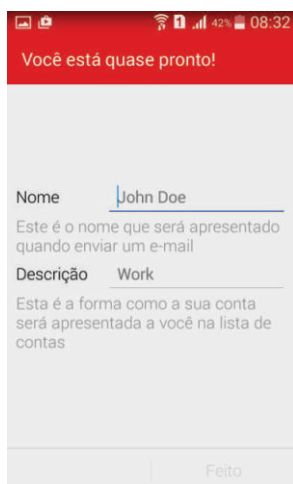 1 42% 08:32
Você está quase pronto!
Nome John Doe
Este é o nome que será apresentado
quando enviar um e-mail
Descrição Work
Esta é a forma como a sua conta
será apresentada a você na lista de
contas
Feito